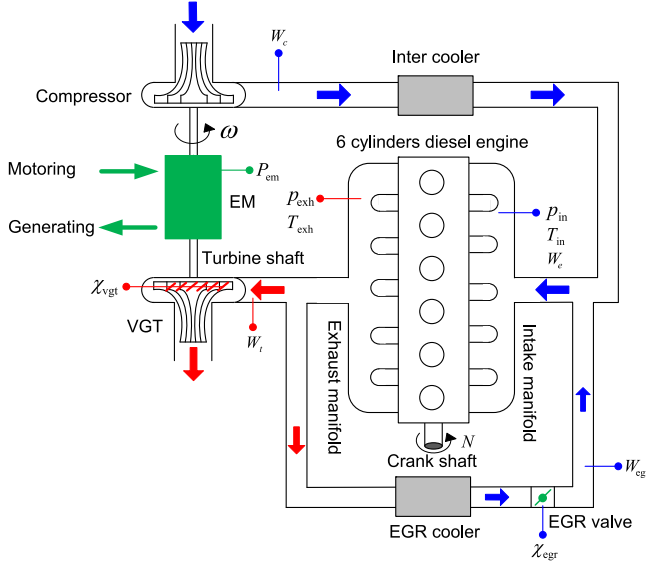 W_c
Inter cooler
Compressor
ω
6 cylinders diesel engine
Motoring
P_em
EM
p_exh
T_exh
p_in
T_in
W_e
Generating
Turbine shaft
χ_vgt
VGT
W_t
Exhaust manifold
Intake manifold
N
Crank shaft
W_eg
EGR cooler
EGR valve
χ_egr